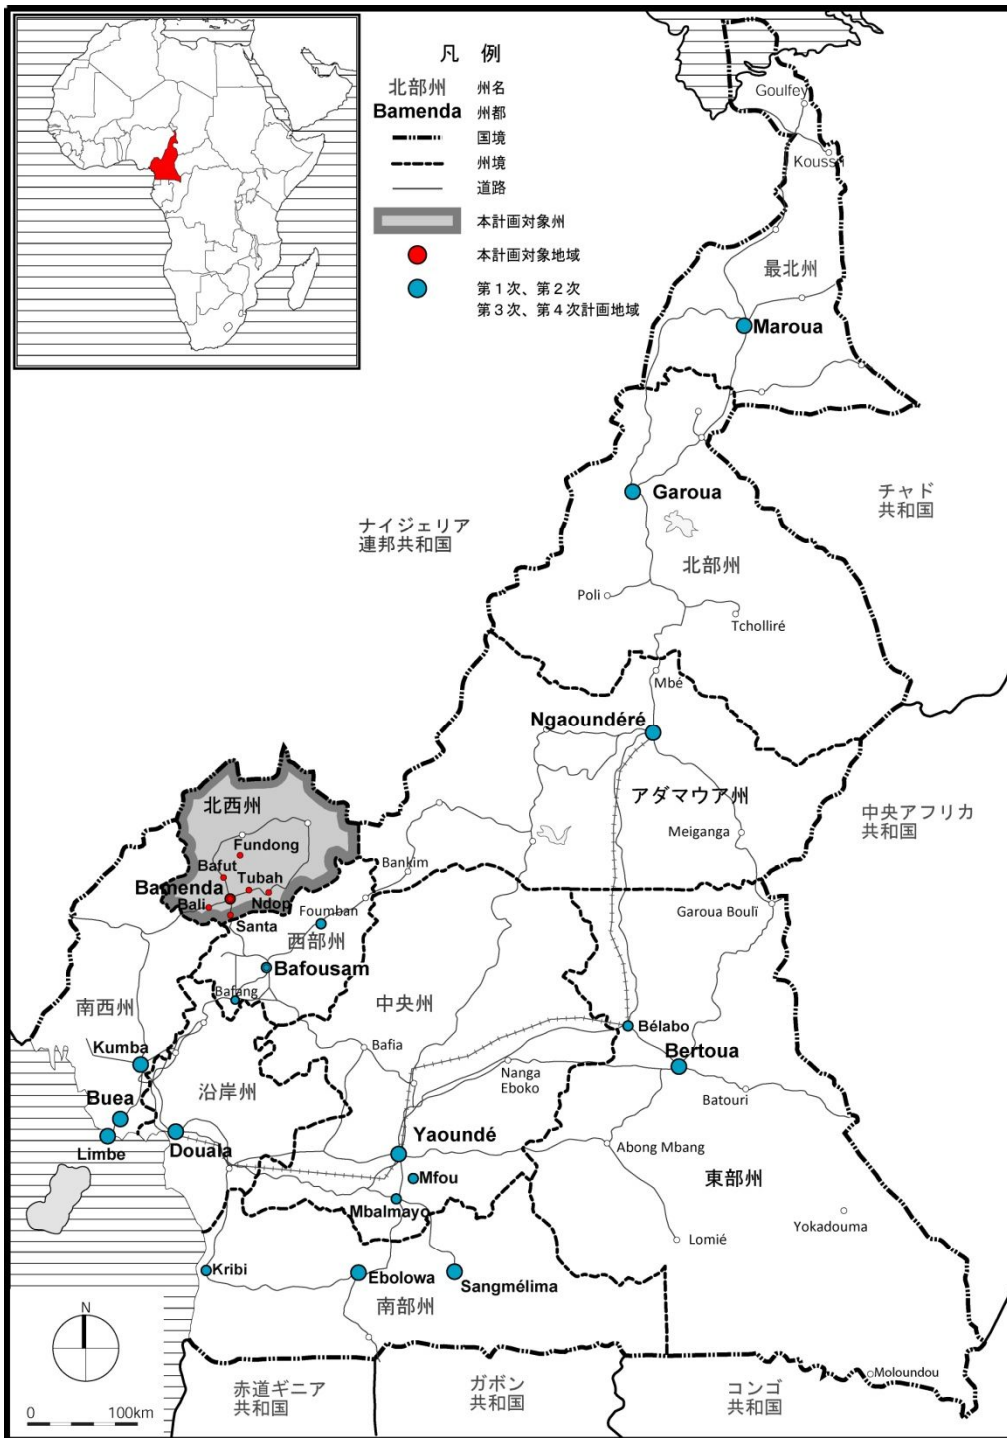 凡 例
北部州 州名
Bamenda 州都
国境
州境
道路
本計画対象州
本計画対象地域
第１次、第２次
第３次、第４次計画地域
Goulfey
Kousseri
最北州
Maroua
Garoua
チャド
共和国
ナイジェリア
連邦共和国
北部州
Poli
Tcholliré
Mbé
Ngaoundéré
アダマウア州
中央アフリカ
共和国
Meiganga
北西州
Fundong
Bafut
Bankim
Tubah
Bamenda
Ndop
Bali
Garoua Boulï
Foumban
Santa
西部州
Bafousam
南西州
Bafang
中央州
Bélabo
Kumba
Bafia
Bertoua
Nanga
Eboko
沿岸州
Batouri
Buea
Yaoundé
Limbe
Douala
Abong Mbang
Mfou
東部州
Mbalmayo
Yokadouma
Lomié
Kribi
Ebolowa
Sangmélima
南部州
N
Moloundou
赤道ギニア
共和国
ガボン
共和国
コンゴ
共和国
0 100km